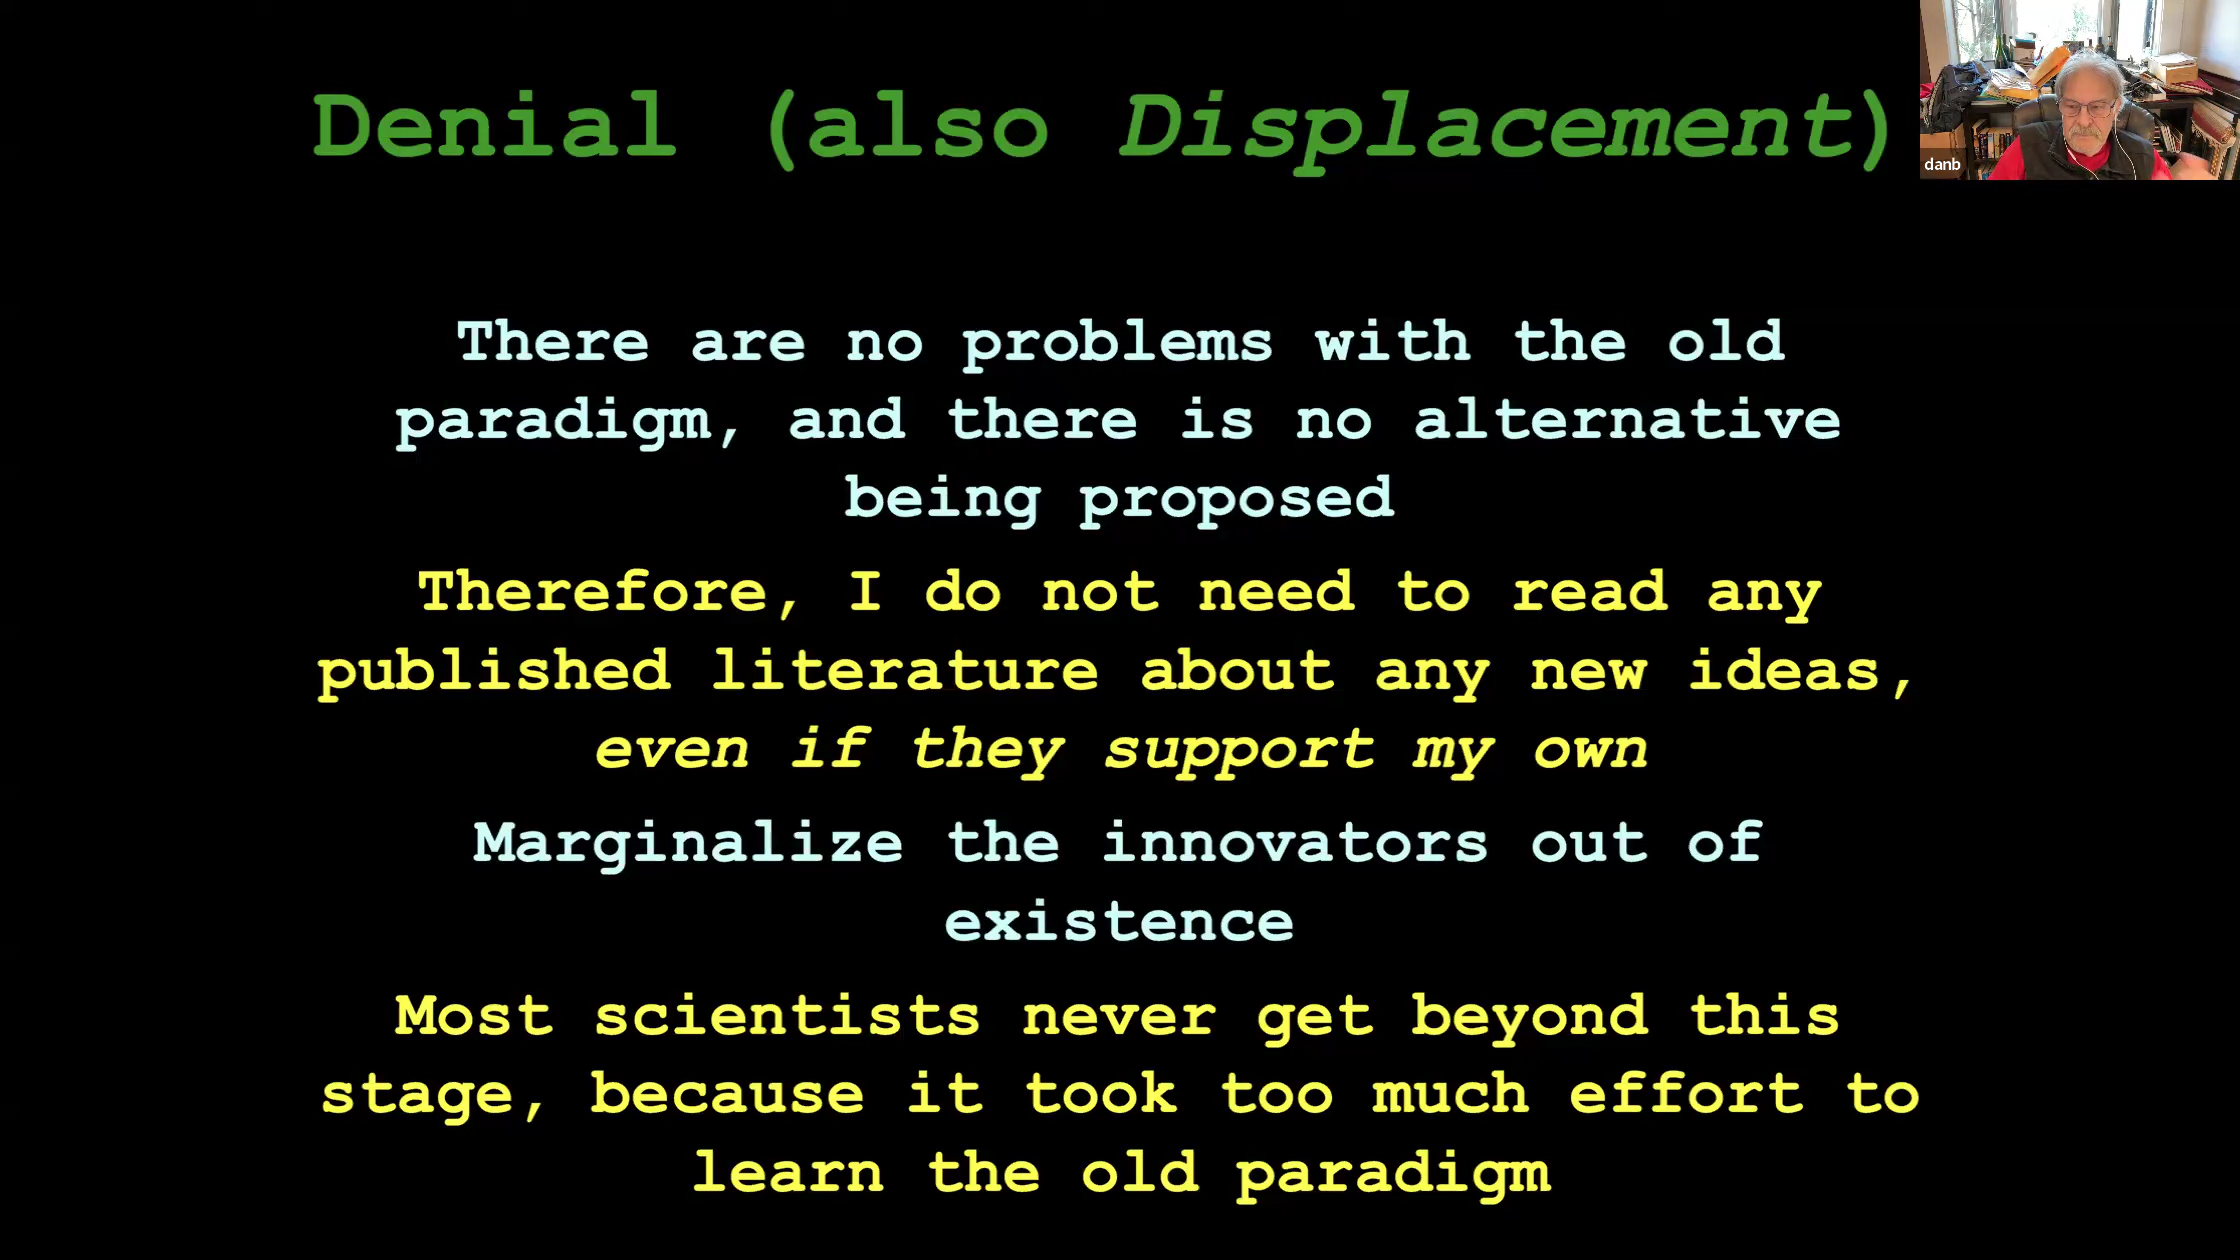 Denial (also Displacement)
danb
There are no problems with the old
paradigm, and there is no alternative
being proposed
Therefore, I do not need to read any
published literature about any new ideas,
even if they support my own
Marginalize the innovators out of
existence
Most scientists never get beyond this
stage, because it took too much effort to
learn the old paradigm